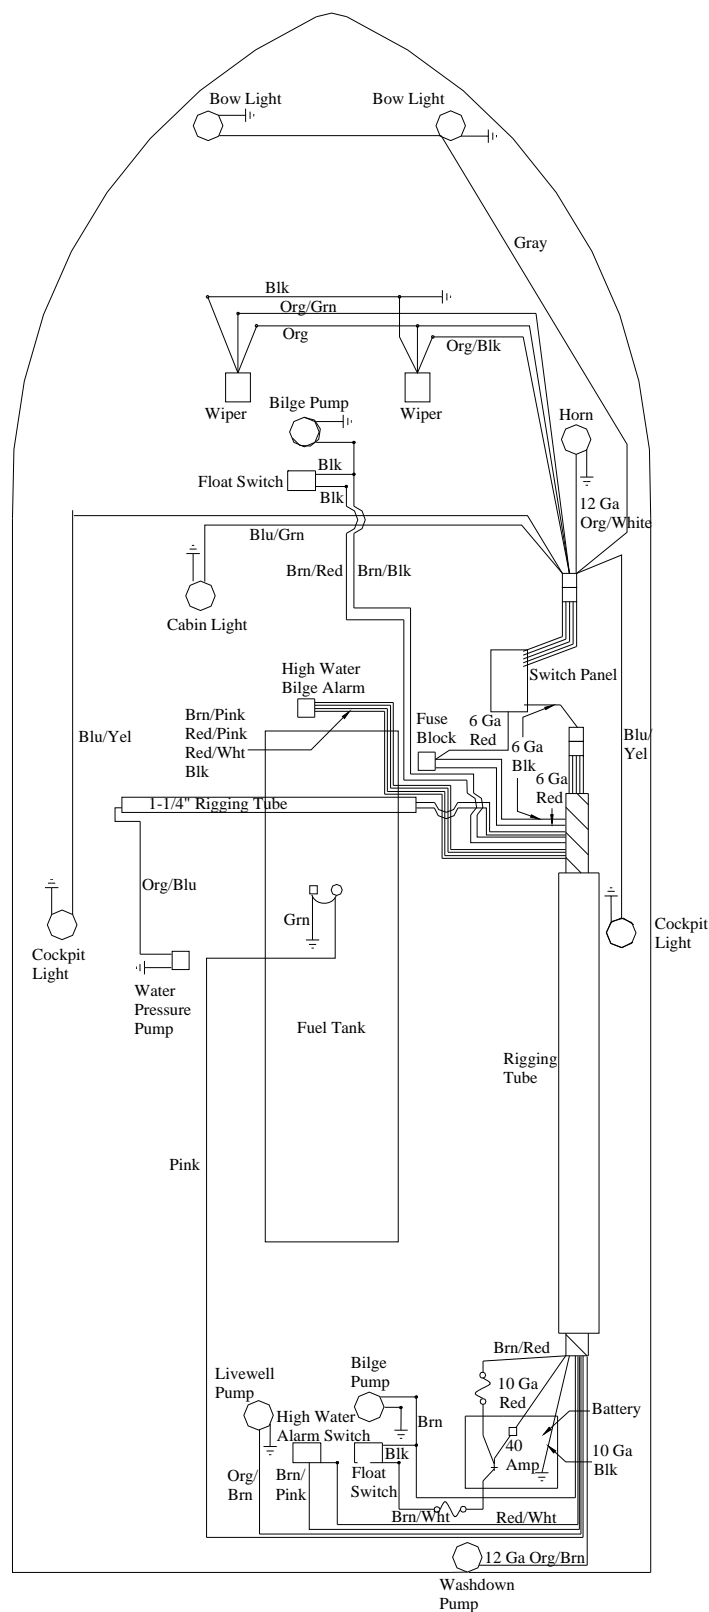 Bow Light
Bow Light
Gray
Blk
Org/Grn
Org
Org/Blk
Wiper
Wiper
Bilge Pump
Horn
Blk
Float Switch
Blk
12 Ga
Org/White
Blu/Grn
Brn/Red
Brn/Blk
Cabin Light
High Water
Bilge Alarm
Switch Panel
Brn/Pink
Red/Pink
Red/Wht
Blk
Fuse
Block
6 Ga
Red
6 Ga
Blk
Blu/Yel
Blu/
Yel
6 Ga
Red
1-1/4" Rigging Tube
Org/Blu
Grn
Cockpit
Light
Cockpit
Light
Water
Pressure
Pump
Fuel Tank
Rigging
Tube
Pink
Brn/Red
Livewell
Pump
Bilge
Pump
10 Ga
Red
Battery
High Water
Alarm Switch
Brn
Blk
40
Amp
10 Ga
Blk
Org/
Brn
Brn/
Pink
Float
Switch
Brn/Wht
Red/Wht
12 Ga Org/Brn
Washdown
Pump